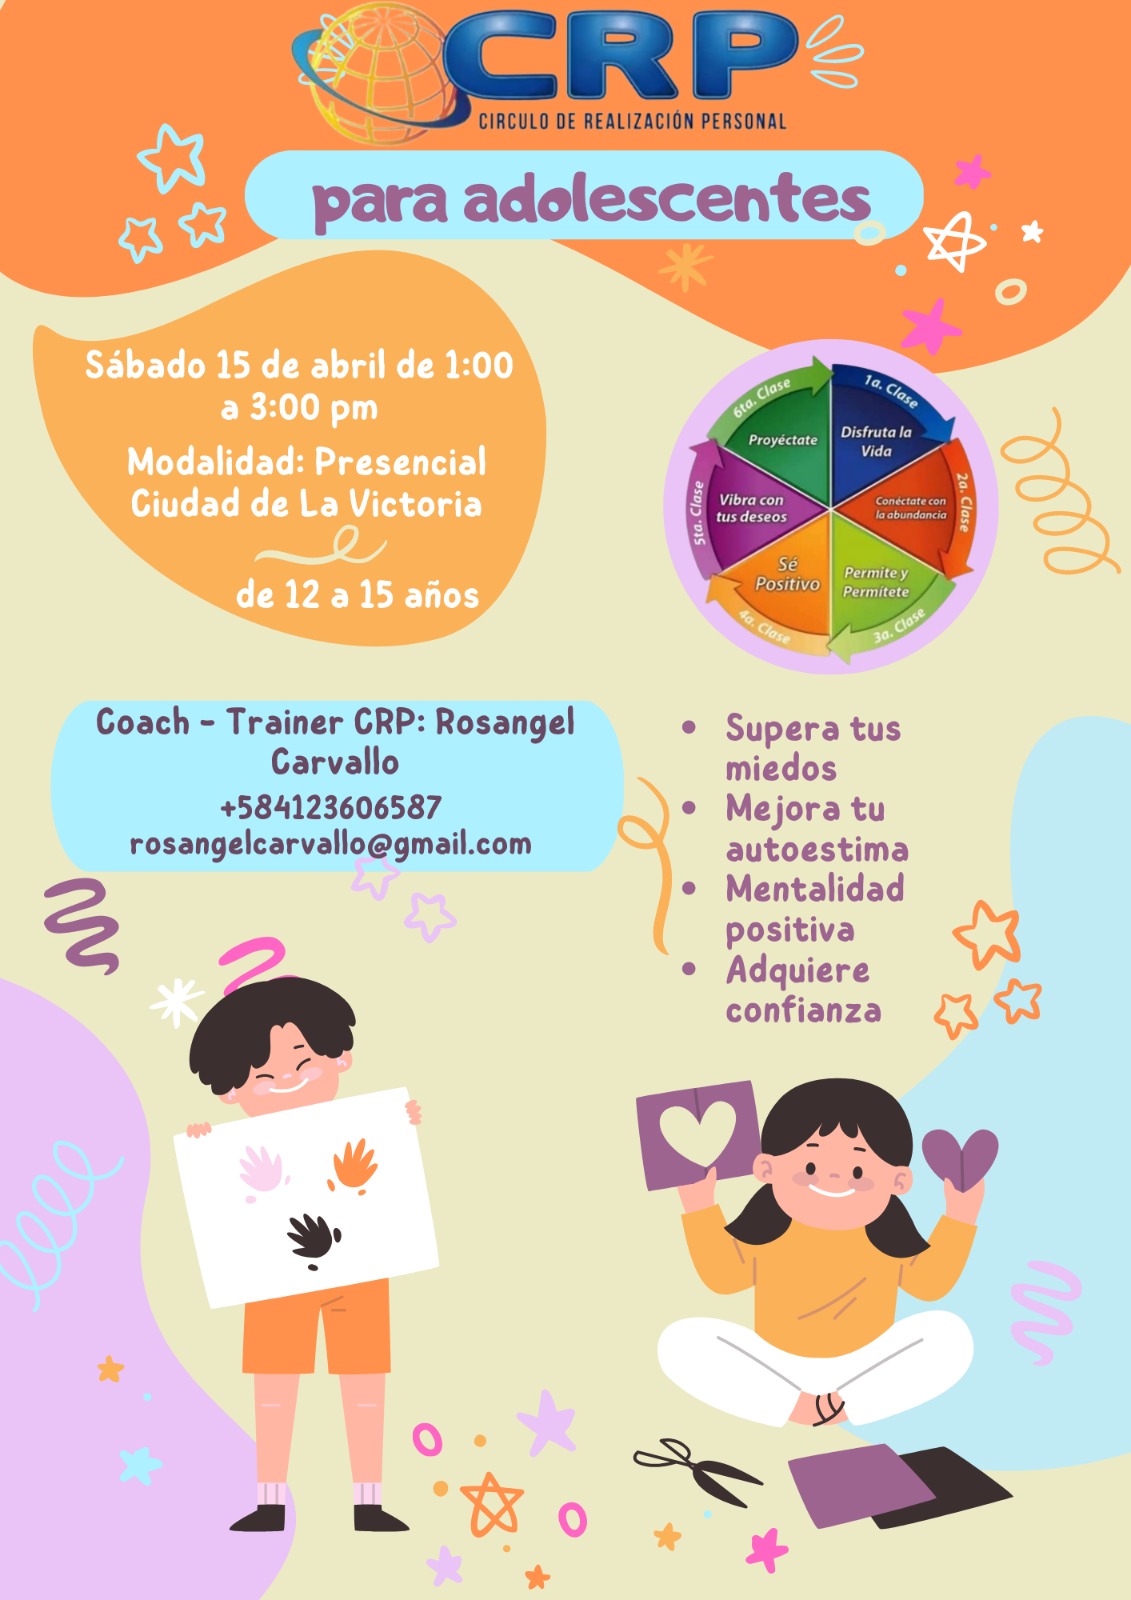 CRP
CIRCULO DE REALIZACIÓN PERSONAL
para adolescentes
Sábado 15 de abril de 1:00
a 3:00 pm
Modalidad: Presencial
Ciudad de La Victoria
de 12 a 15 años
1a. Clase
Disfruta la
Vida
2a. Clase
Conéctate con
la abundancia
3a. Clase
Permite y
Permítete
4a. Clase
Sé
Positivo
5ta. Clase
Vibra con
tus deseos
6ta. Clase
Proyéctate
Coach - Trainer CRP: Rosangel
Carvallo
+584123606587
rosangelcarvallo@gmail.com
• Supera tus
miedos
• Mejora tu
autoestima
• Mentalidad
positiva
• Adquiere
confianza